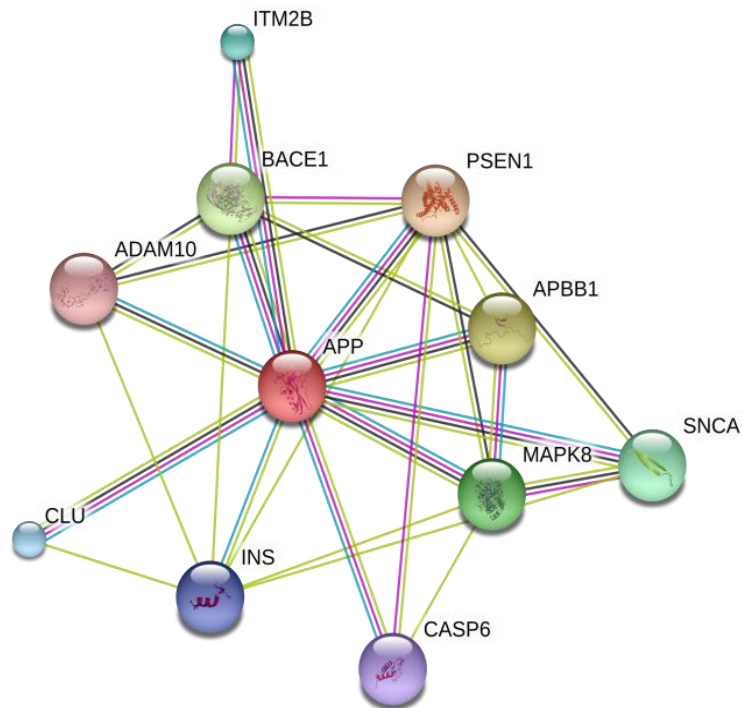 ITM2B
BACE1
PSEN1
ADAM10
APBB1
APP
SNCA
MAPK8
CLU
INS
CASP6